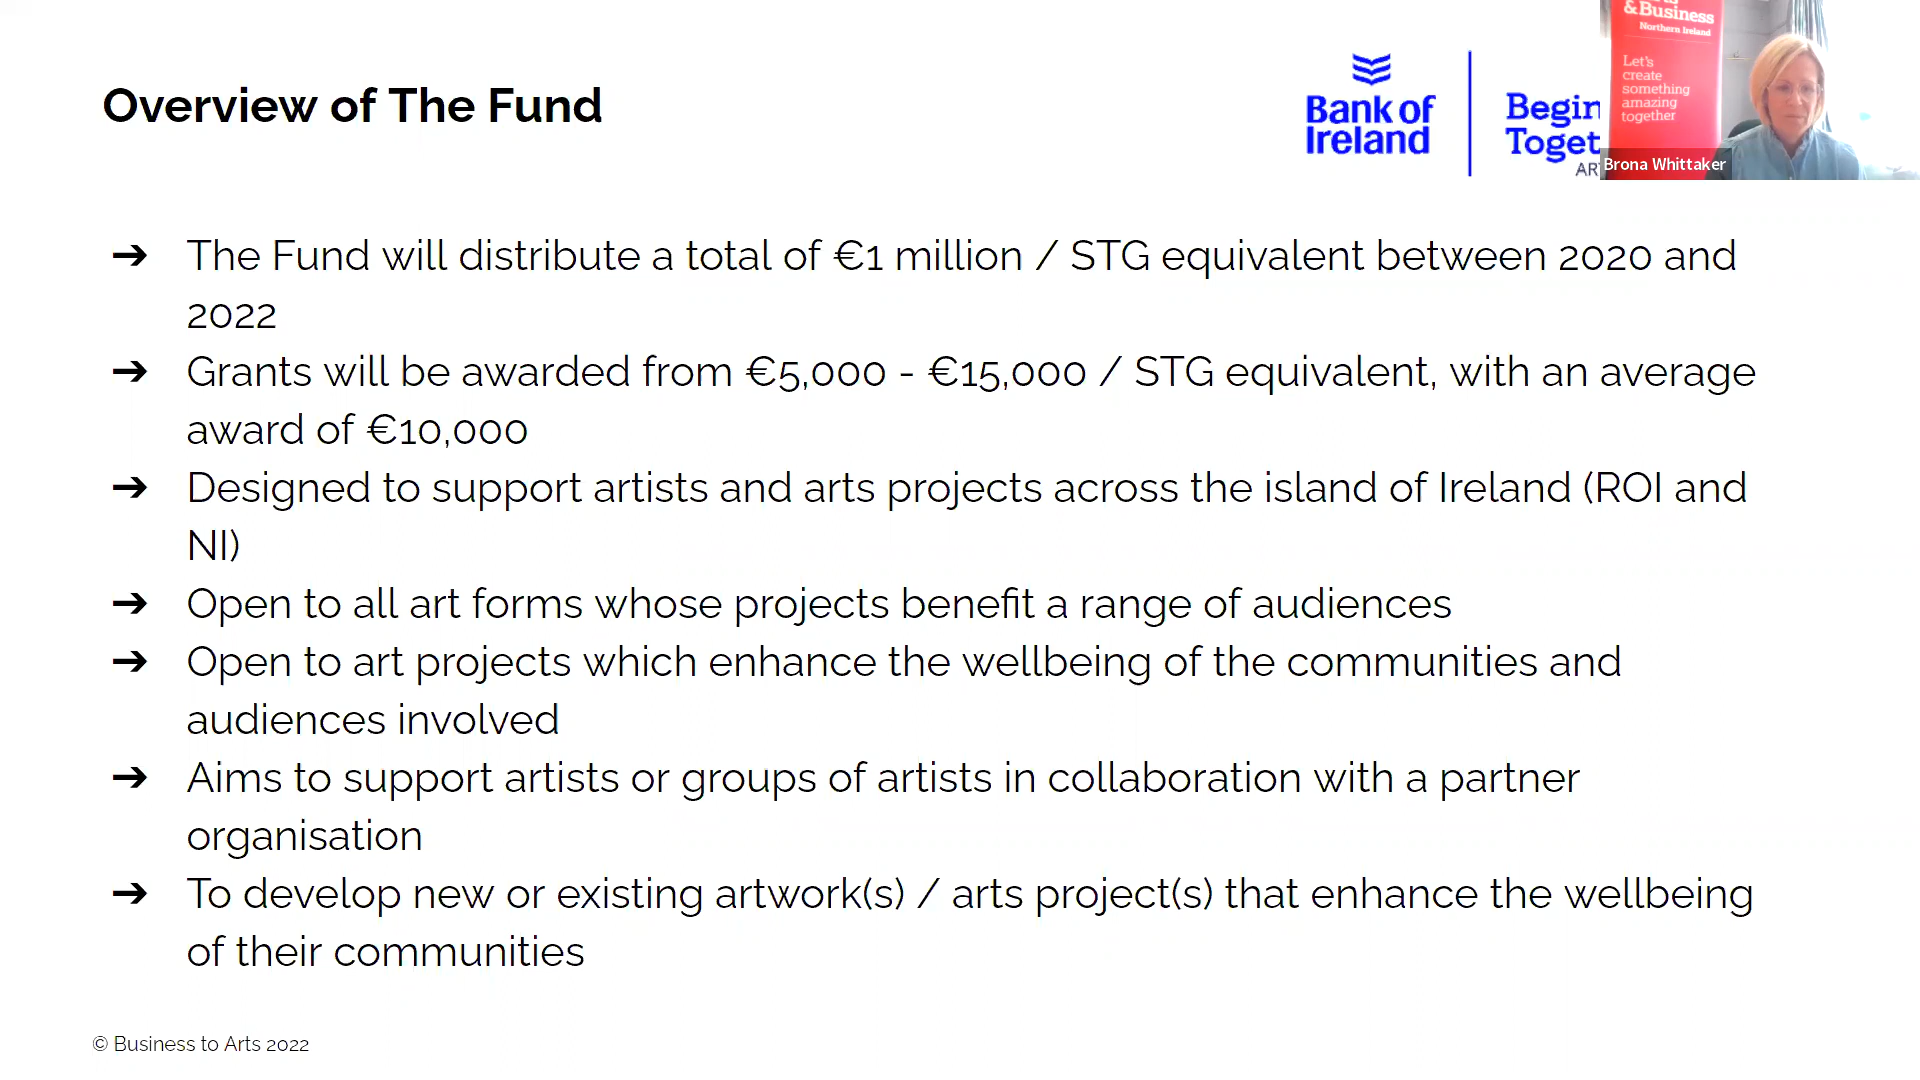 Overview of The Fund
Bank of
Ireland
Begin
Toget
AR
& Business
Northern Ireland
Let's
create
something
amazing
together
Brona Whittaker
➔ The Fund will distribute a total of €1 million / STG equivalent between 2020 and
2022
➔ Grants will be awarded from €5,000 - €15,000 / STG equivalent, with an average
award of €10,000
➔ Designed to support artists and arts projects across the island of Ireland (ROI and
NI)
➔ Open to all art forms whose projects benefit a range of audiences
➔ Open to art projects which enhance the wellbeing of the communities and
audiences involved
➔ Aims to support artists or groups of artists in collaboration with a partner
organisation
➔ To develop new or existing artwork(s) / arts project(s) that enhance the wellbeing
of their communities
© Business to Arts 2022